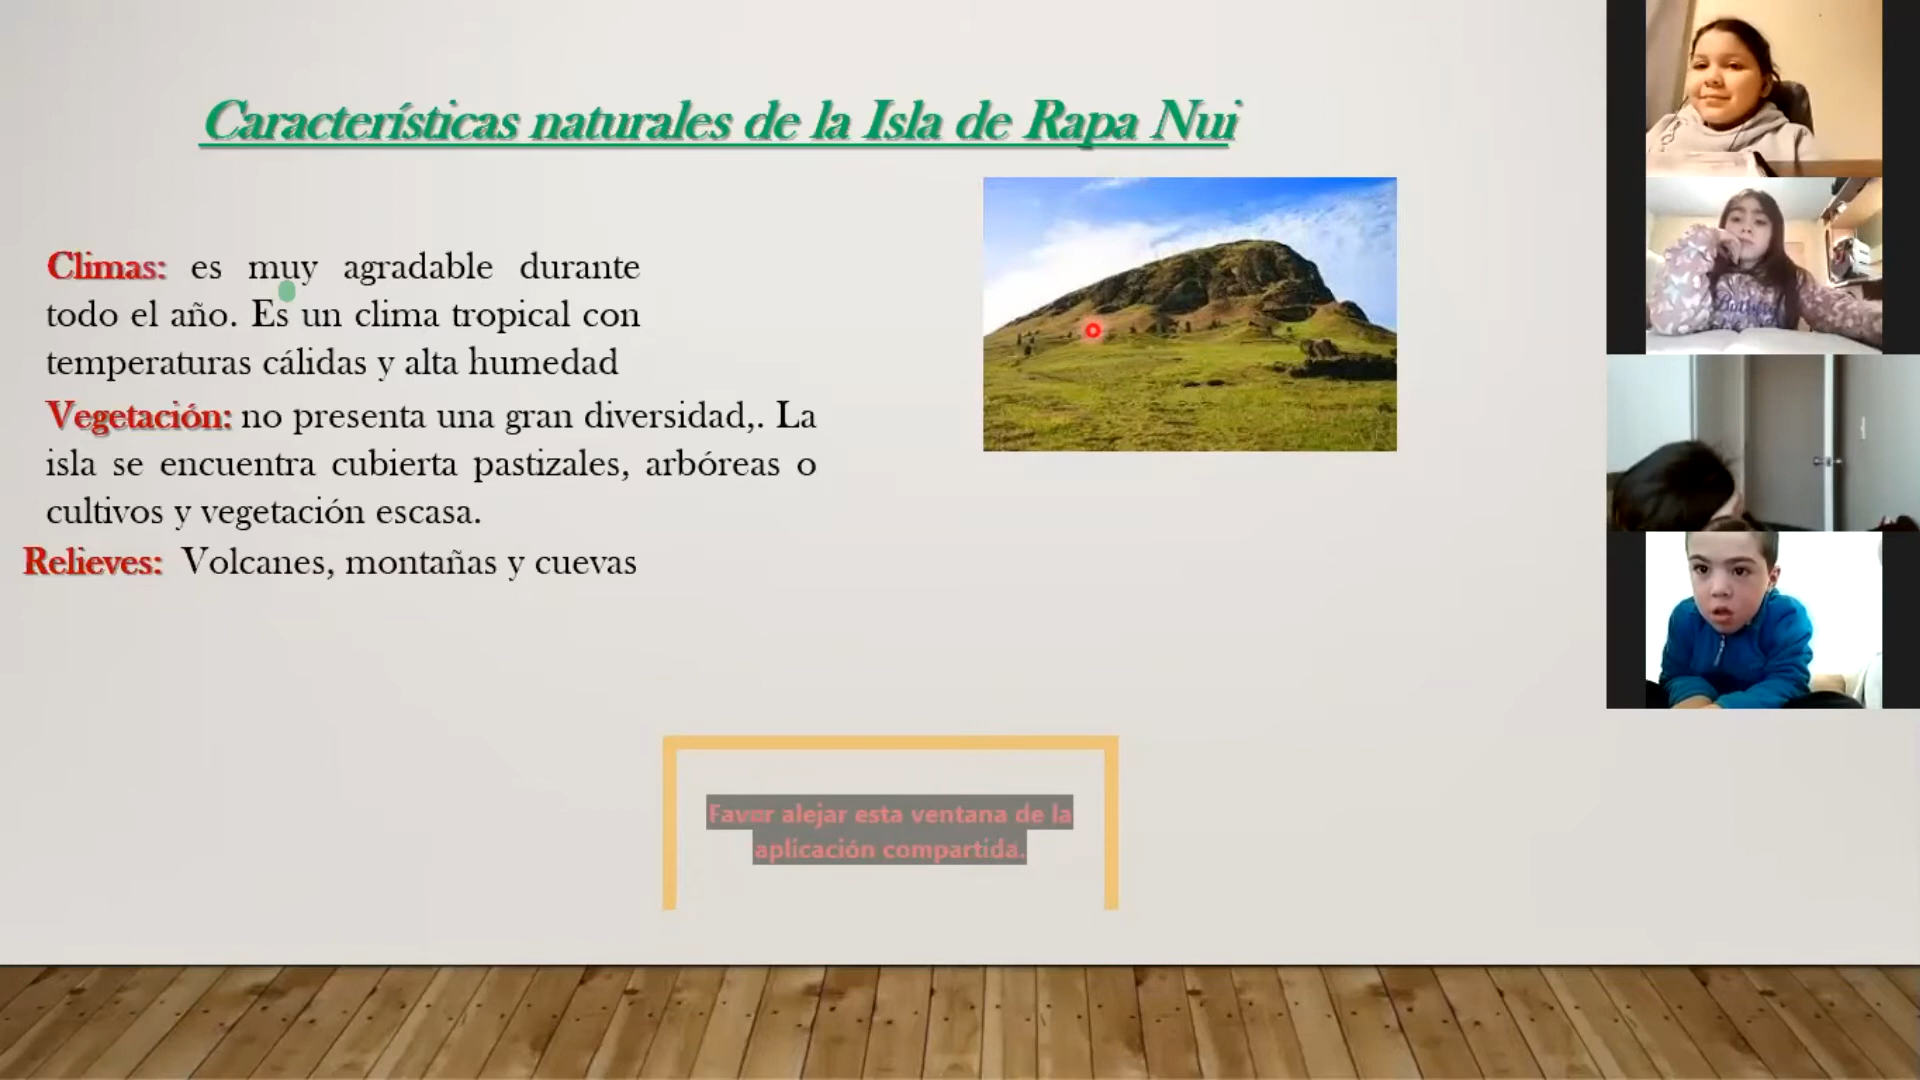 Características naturales de la Isla de Rapa Nui
Climas: es muy agradable durante
todo el año. Es un clima tropical con
temperaturas cálidas y alta humedad
Vegetación: no presenta una gran diversidad,. La
isla se encuentra cubierta pastizales, arbóreas o
cultivos y vegetación escasa.
Relieves: Volcanes, montañas y cuevas
Favor alejar esta ventana de la
aplicación compartida.